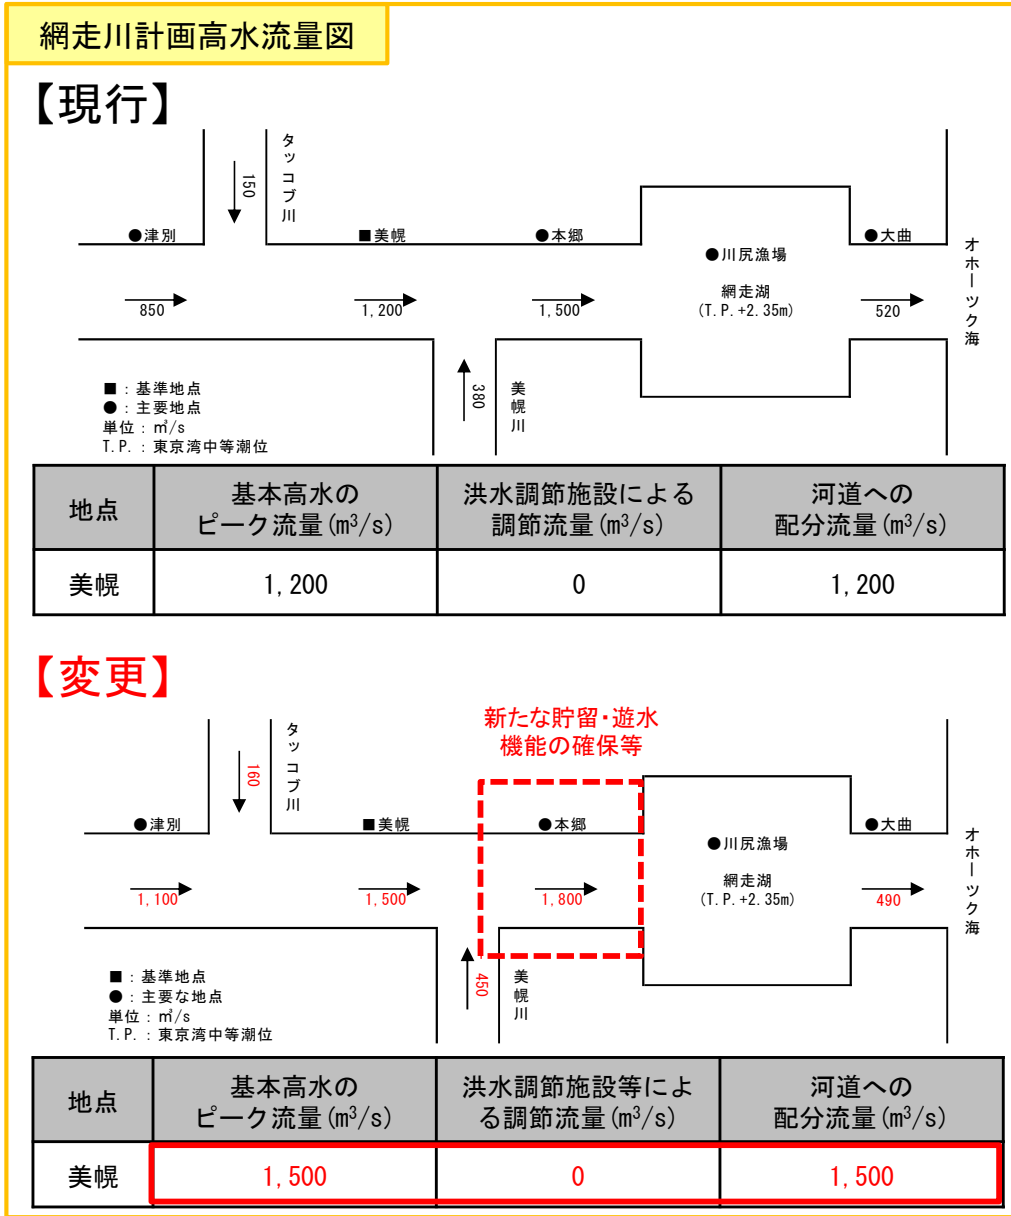 網走川計画高水流量図
【現行】
タッコブ川
150
●津別
■美幌
●本郷
●大曲
●川尻漁場
網走湖
(T.P.+2.35m)
オホーツク海
850
1,200
1,500
520
380
美幌川
■：基準地点
●：主要地点
単位：㎥/s
T.P.：東京湾中等潮位
地点
基本高水の
ピーク流量(m³/s)
洪水調節施設による
調節流量(m³/s)
河道への
配分流量(m³/s)
美幌
1,200
0
1,200
【変更】
新たな貯留・遊水
機能の確保等
タッコブ川
160
●津別
■美幌
●本郷
●大曲
●川尻漁場
網走湖
(T.P.+2.35m)
オホーツク海
1,100
1,500
1,800
490
450
美幌川
■：基準地点
●：主要な地点
単位：㎥/s
T.P.：東京湾中等潮位
地点
基本高水の
ピーク流量(m³/s)
洪水調節施設等によ
る調節流量(m³/s)
河道への
配分流量(m³/s)
美幌
1,500
0
1,500